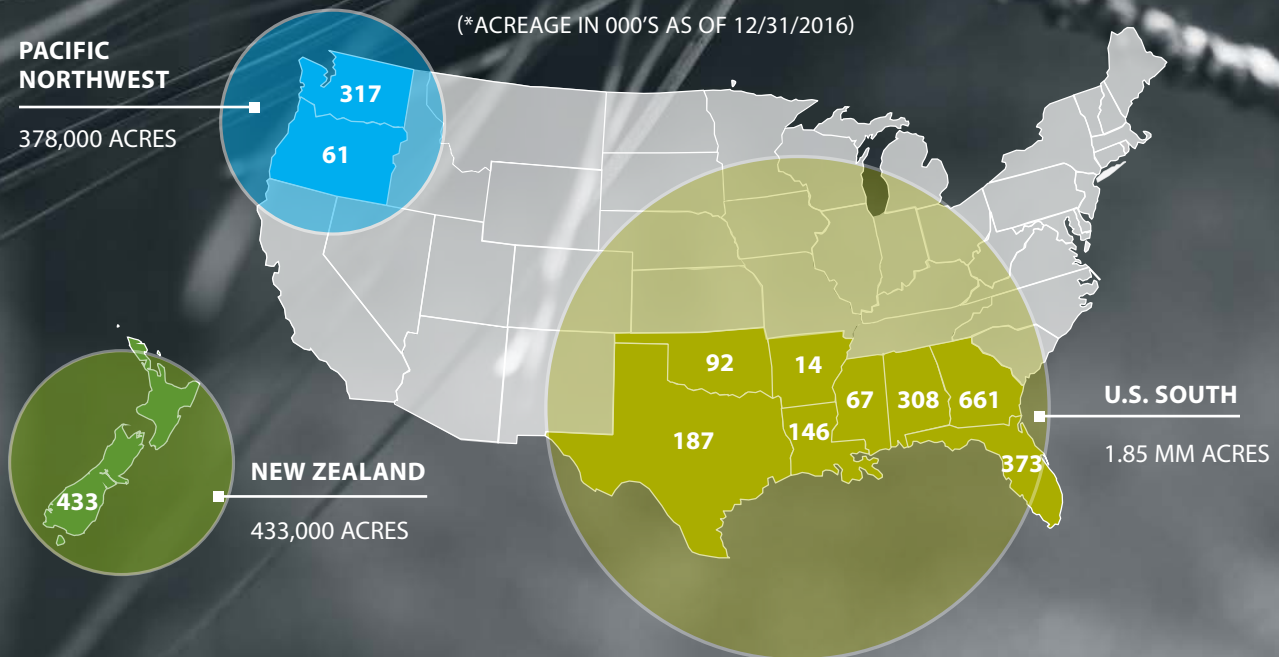 (*ACREAGE IN 000'S AS OF 12/31/2016)
PACIFIC
NORTHWEST
378,000 ACRES
317
61
92
14
67
308
661
187
146
373
U.S. SOUTH
1.85 MM ACRES
433
NEW ZEALAND
433,000 ACRES